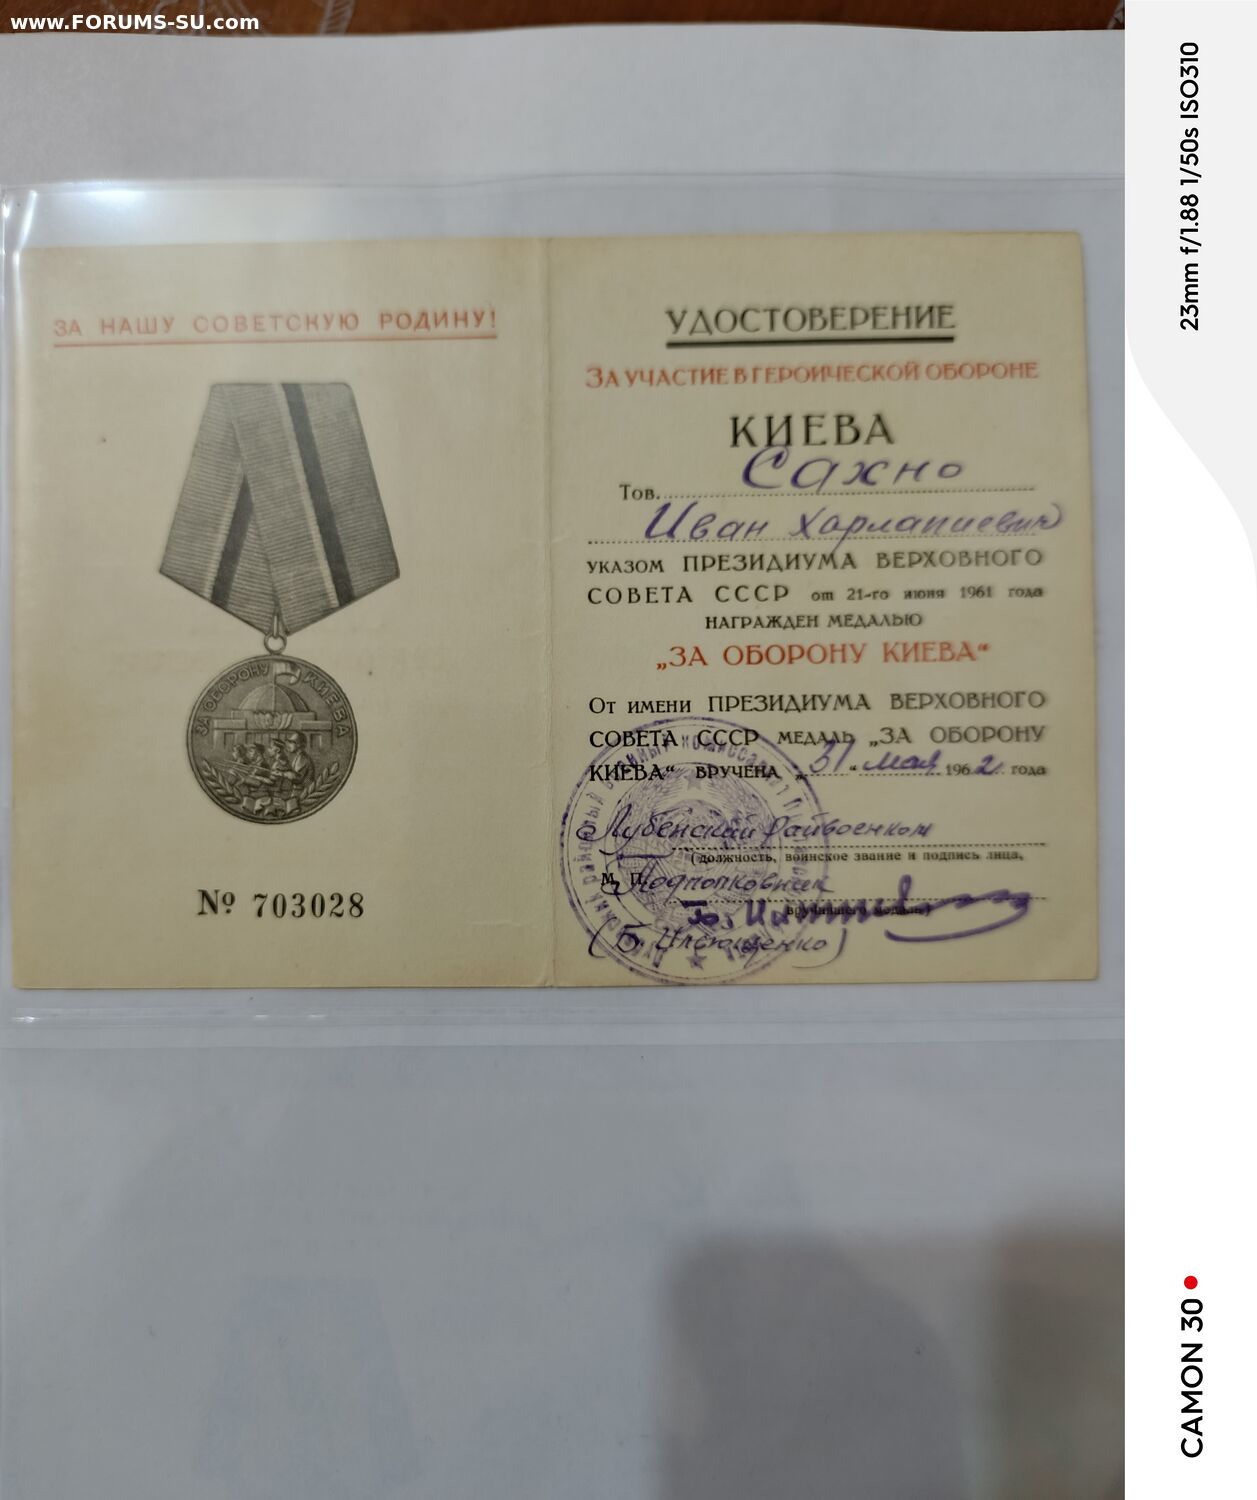 www.FORUMS-SU.com
ЗА НАШУ СОВЕТСКУЮ РОДИНУ!
ЗА ОБОРОНУ КИЕВА
№ 703028
УДОСТОВЕРЕНИЕ
ЗА УЧАСТИЕ В ГЕРОИЧЕСКОЙ ОБОРОНЕ
КИЕВА
Тов. Сахно
Иван Харлапиевич
УКАЗОМ ПРЕЗИДИУМА ВЕРХОВНОГО
СОВЕТА СССР от 21-го июня 1961 года
НАГРАЖДЕН МЕДАЛЬЮ
„ЗА ОБОРОНУ КИЕВА“
От имени ПРЕЗИДИУМА ВЕРХОВНОГО
СОВЕТА СССР МЕДАЛЬ „ЗА ОБОРОНУ
КИЕВА“ ВРУЧЕНА „31“ мая 1962 года
Лубенский Райвоенком
(должность, воинское звание и подпись лица,
М. П. Подполковник
вручившего медаль)
23mm f/1.88 1/50s ISO310
CAMON 30